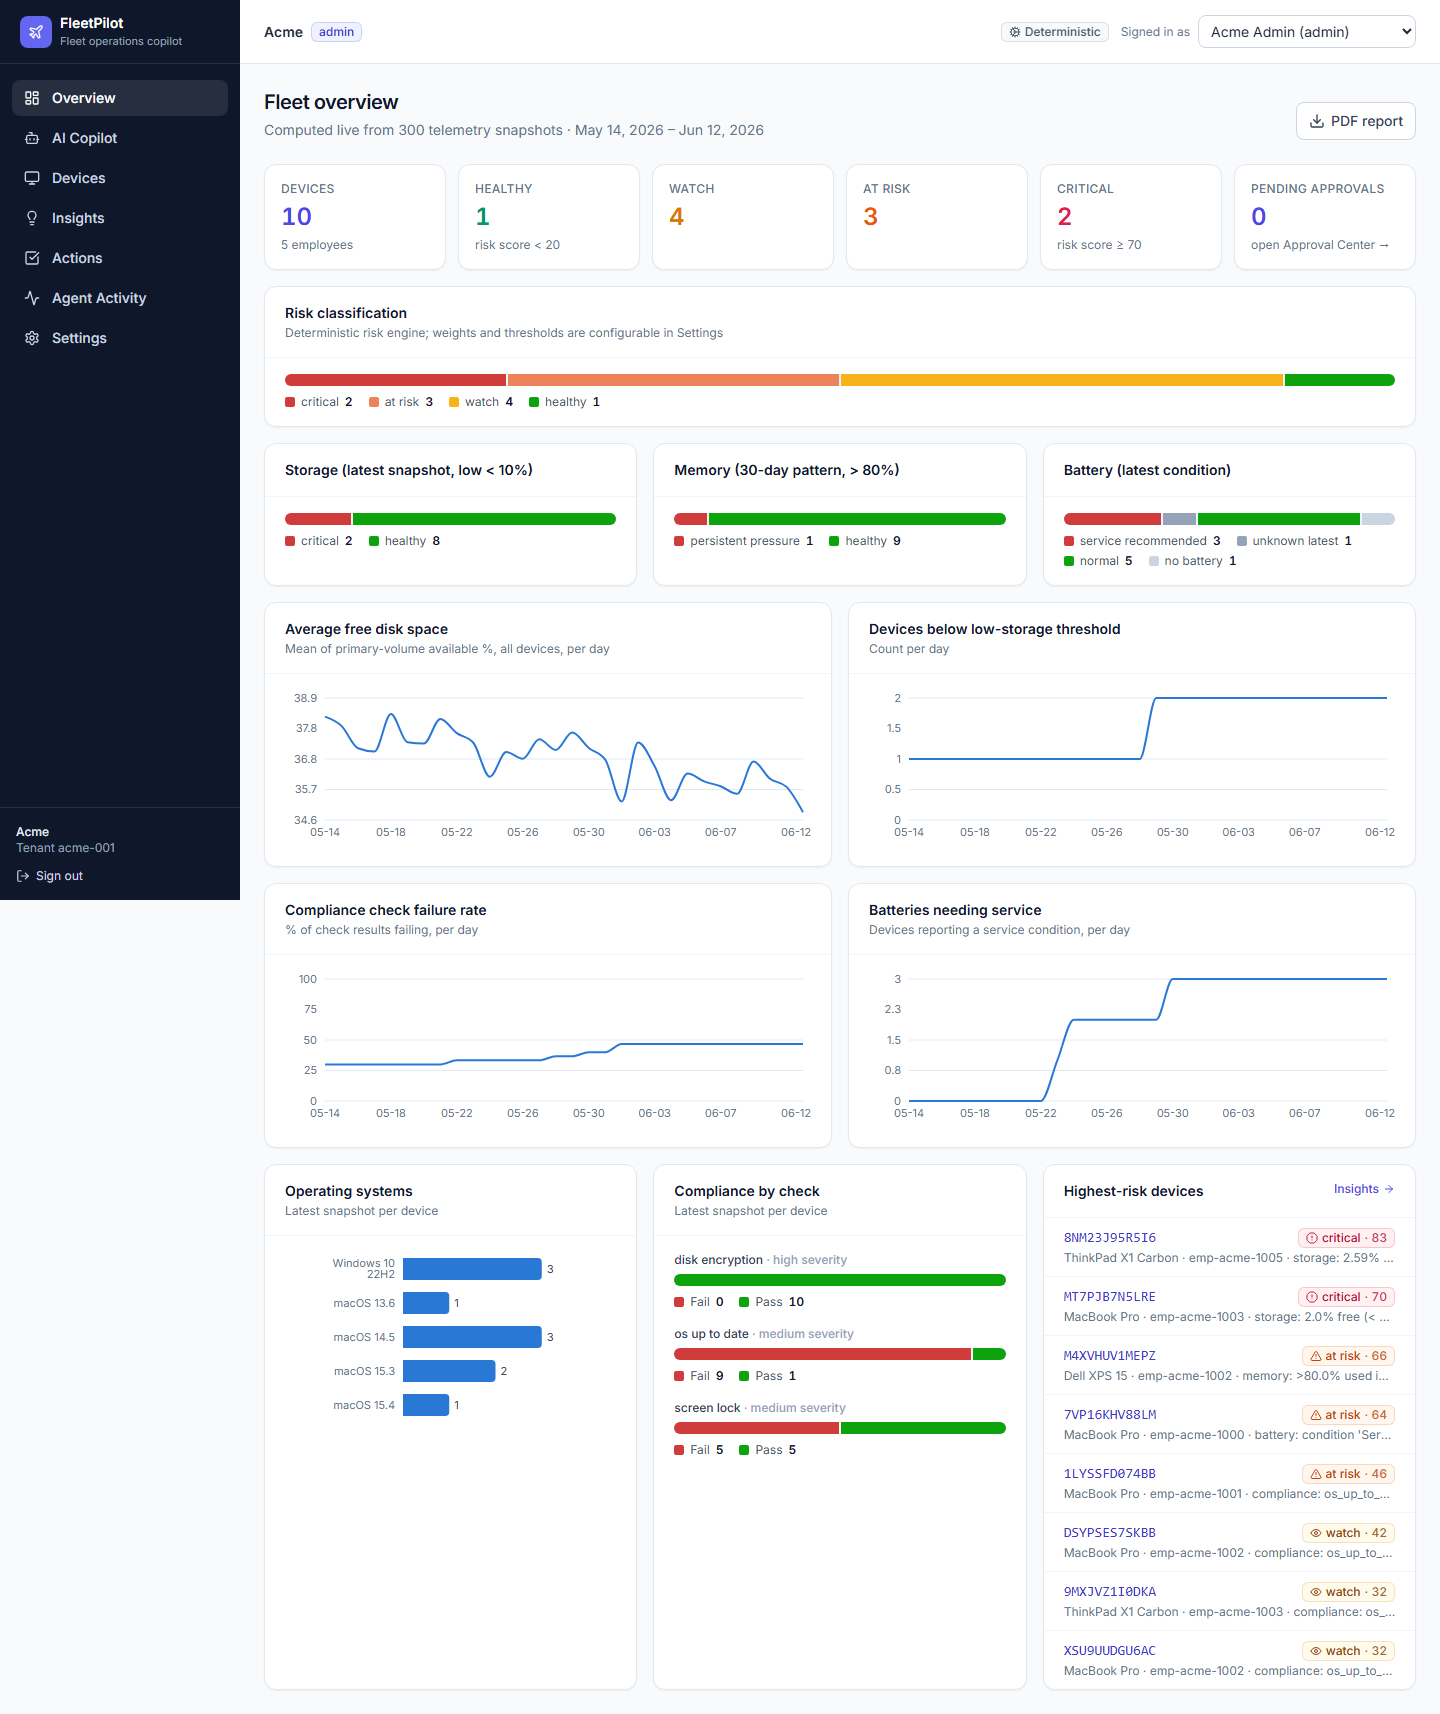 FleetPilot
Fleet operations copilot
Overview
AI Copilot
Devices
Insights
Actions
Agent Activity
Settings
Acme
Tenant acme-001
Sign out
Acme admin
Deterministic Signed in as Acme Admin (admin)
Fleet overview
Computed live from 300 telemetry snapshots · May 14, 2026 – Jun 12, 2026
PDF report
DEVICES
10
5 employees
HEALTHY
1
risk score < 20
WATCH
4
AT RISK
3
CRITICAL
2
risk score ≥ 70
PENDING APPROVALS
0
open Approval Center →
Risk classification
Deterministic risk engine; weights and thresholds are configurable in Settings
critical 2 at risk 3 watch 4 healthy 1
Storage (latest snapshot, low < 10%)
critical 2 healthy 8
Memory (30-day pattern, > 80%)
persistent pressure 1 healthy 9
Battery (latest condition)
service recommended 3 unknown latest 1
normal 5 no battery 1
Average free disk space
Mean of primary-volume available %, all devices, per day
38.9
37.8
36.8
35.7
34.6
05-14 05-18 05-22 05-26 05-30 06-03 06-07 06-12
Devices below low-storage threshold
Count per day
2
1.5
1
0.5
0
05-14 05-18 05-22 05-26 05-30 06-03 06-07 06-12
Compliance check failure rate
% of check results failing, per day
100
75
50
25
0
05-14 05-18 05-22 05-26 05-30 06-03 06-07 06-12
Batteries needing service
Devices reporting a service condition, per day
3
2.3
1.5
0.8
0
05-14 05-18 05-22 05-26 05-30 06-03 06-07 06-12
Operating systems
Latest snapshot per device
Windows 10
22H2
3
macOS 13.6 1
macOS 14.5 3
macOS 15.3 2
macOS 15.4 1
Compliance by check
Latest snapshot per device
disk encryption · high severity
Fail 0 Pass 10
os up to date · medium severity
Fail 9 Pass 1
screen lock · medium severity
Fail 5 Pass 5
Highest-risk devices Insights →
8NM23J95R5I6 critical · 83
ThinkPad X1 Carbon · emp-acme-1005 · storage: 2.59% ...
MT7PJB7N5LRE critical · 70
MacBook Pro · emp-acme-1003 · storage: 2.0% free (< ...
M4XVHUV1MEPZ at risk · 66
Dell XPS 15 · emp-acme-1002 · memory: >80.0% used i...
7VP16KHV88LM at risk · 64
MacBook Pro · emp-acme-1000 · battery: condition 'Ser...
1LYSSFD074BB at risk · 46
MacBook Pro · emp-acme-1001 · compliance: os_up_to_...
DSYPSES7SKBB watch · 42
MacBook Pro · emp-acme-1002 · compliance: os_up_to_...
9MXJVZ1I0DKA watch · 32
ThinkPad X1 Carbon · emp-acme-1003 · compliance: os_...
XSU9UUDGU6AC watch · 32
MacBook Pro · emp-acme-1002 · compliance: os_up_to_...